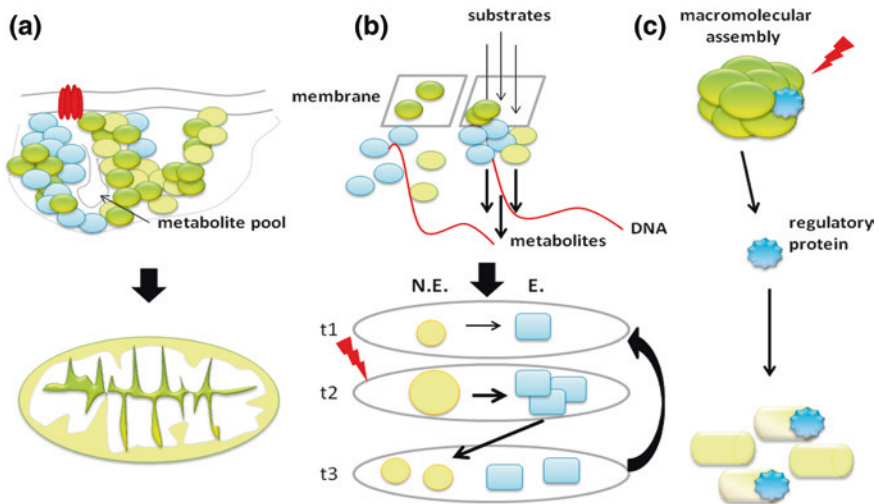 (a)
metabolite pool
(b)
substrates
membrane
DNA
metabolites
N.E.
E.
t1
t2
t3
(c)
macromolecular
assembly
regulatory
protein